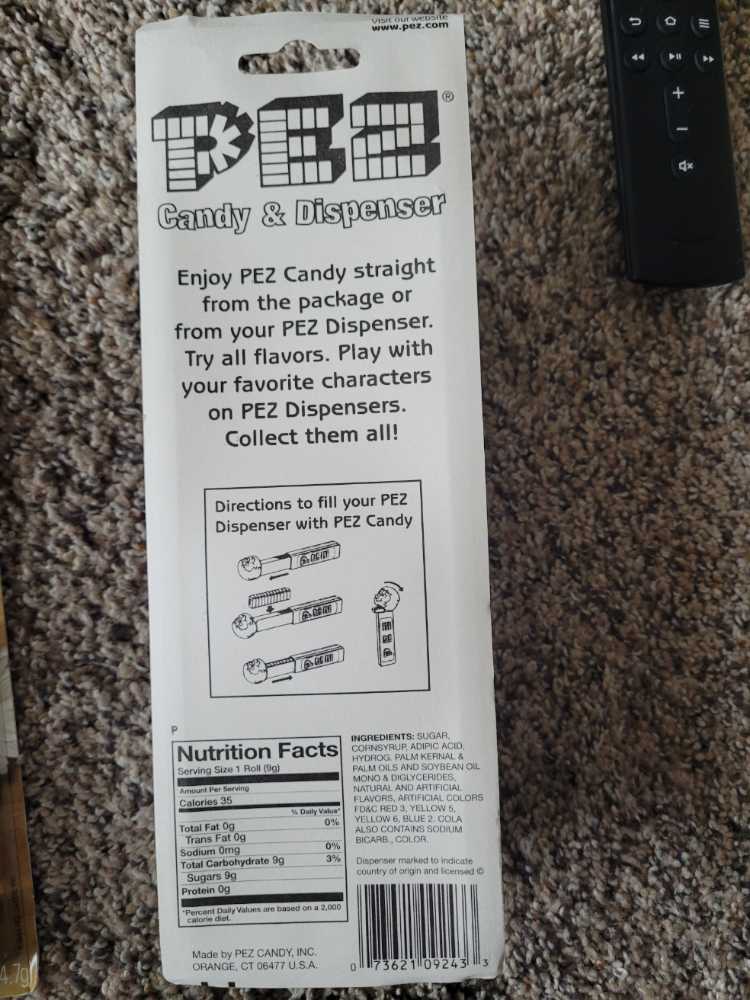 visit our website
www.pez.com
PEZ®
Candy & Dispenser
Enjoy PEZ Candy straight
from the package or
from your PEZ Dispenser.
Try all flavors. Play with
your favorite characters
on PEZ Dispensers.
Collect them all!
Directions to fill your PEZ
Dispenser with PEZ Candy
P
Nutrition Facts
Serving Size 1 Roll (9g)
Amount Per Serving
Calories 35
% Daily Value*
Total Fat 0g 0%
Trans Fat 0g
Sodium 0mg 0%
Total Carbohydrate 9g 3%
Sugars 9g
Protein 0g
*Percent Daily Values are based on a 2,000
calorie diet.
INGREDIENTS: SUGAR,
CORNSYRUP, ADIPIC ACID,
HYDROG. PALM KERNAL &
PALM OILS AND SOYBEAN OIL
MONO & DIGLYCERIDES,
NATURAL AND ARTIFICIAL
FLAVORS, ARTIFICIAL COLORS
FD&C RED 3, YELLOW 5,
YELLOW 6, BLUE 2. COLA
ALSO CONTAINS SODIUM
BICARB., COLOR.
Dispenser marked to indicate
country of origin and licensed ©
Made by PEZ CANDY, INC.
ORANGE, CT 06477 U.S.A.
0 73621 09243 3
4.7g